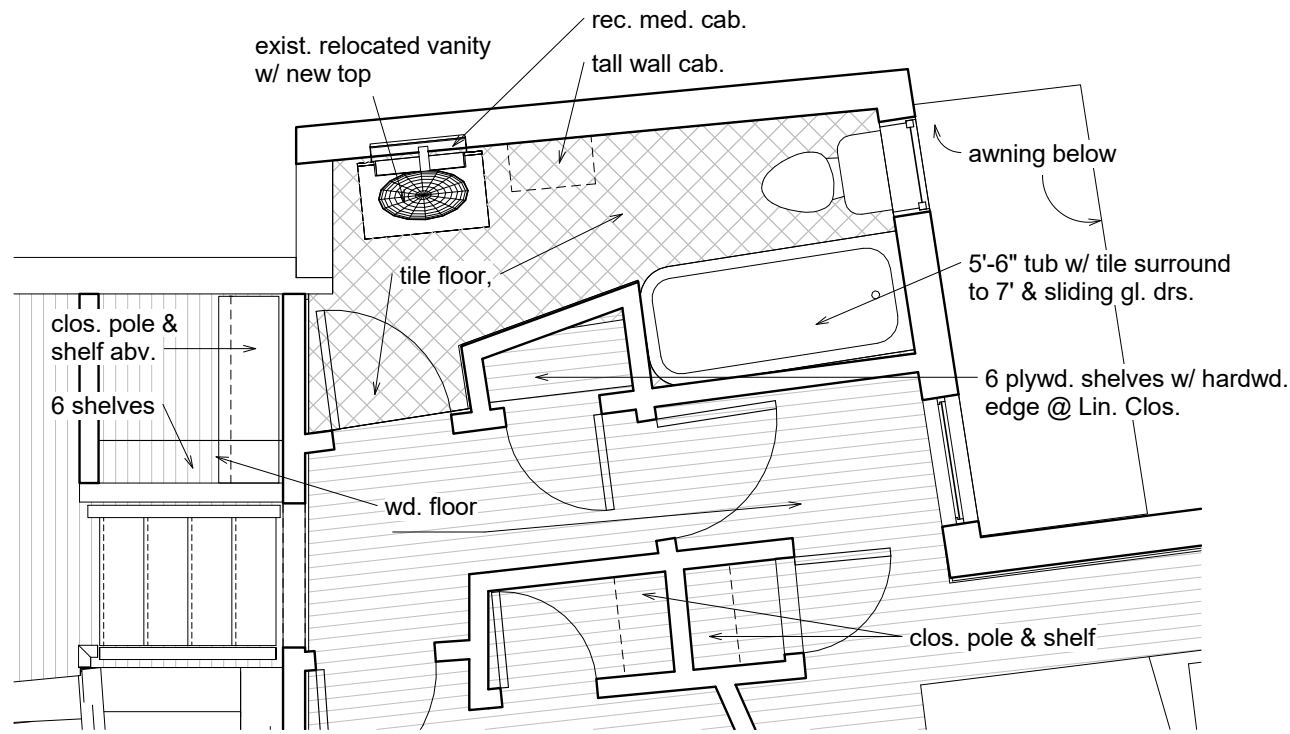 rec. med. cab.
exist. relocated vanity
w/ new top
tall wall cab.
awning below
tile floor,
5'-6" tub w/ tile surround
to 7' & sliding gl. drs.
clos. pole &
shelf abv.
6 shelves
6 plywd. shelves w/ hardwd.
edge @ Lin. Clos.
wd. floor
clos. pole & shelf